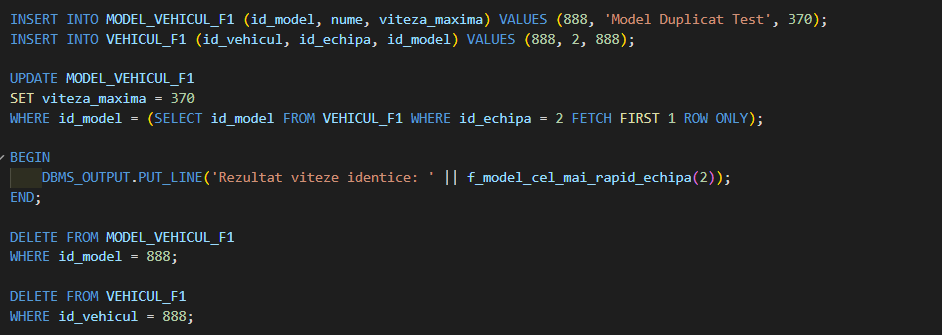 INSERT INTO MODEL_VEHICUL_F1 (id_model, nume, viteza_maxima) VALUES (888, 'Model Duplicat Test', 370);
INSERT INTO VEHICUL_F1 (id_vehicul, id_echipa, id_model) VALUES (888, 2, 888);
UPDATE MODEL_VEHICUL_F1
SET viteza_maxima = 370
WHERE id_model = (SELECT id_model FROM VEHICUL_F1 WHERE id_echipa = 2 FETCH FIRST 1 ROW ONLY);
BEGIN
    DBMS_OUTPUT.PUT_LINE('Rezultat viteze identice: ' || f_model_cel_mai_rapid_echipa(2));
END;
DELETE FROM MODEL_VEHICUL_F1
WHERE id_model = 888;
DELETE FROM VEHICUL_F1
WHERE id_vehicul = 888;